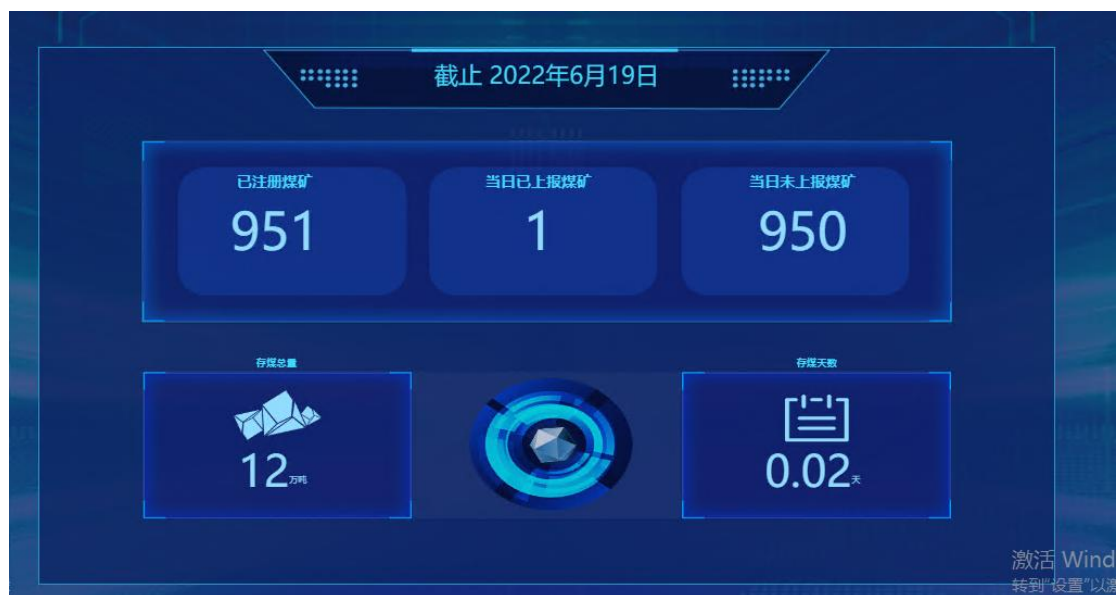 截止 2022年6月19日
已注册煤矿
当日已上报煤矿
当日未上报煤矿
951
1
950
存煤总量
存煤天数
12万吨
0.02天
激活 Wind
转到"设置"以激